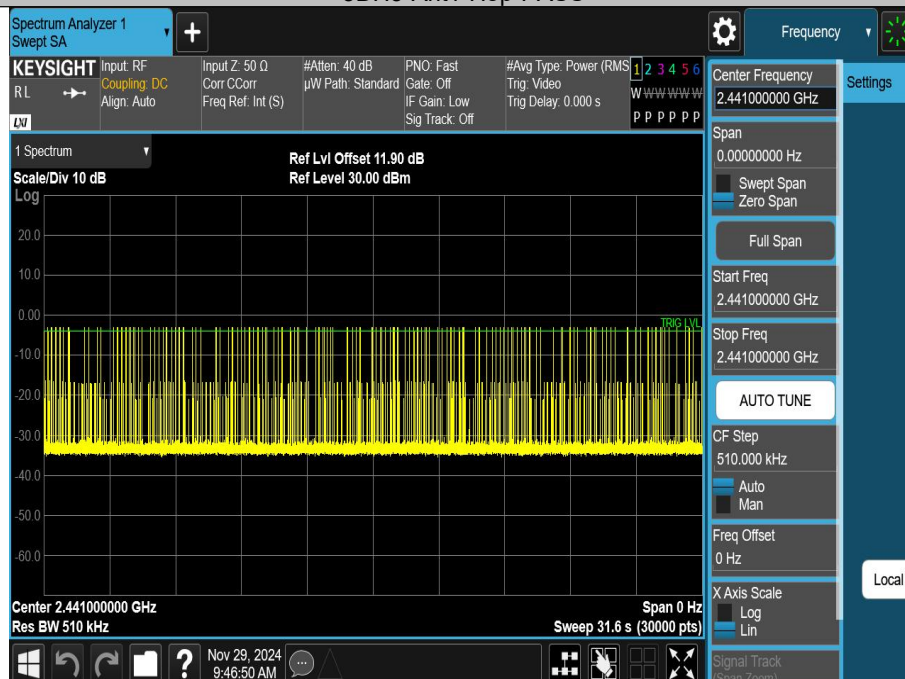 Spectrum Analyzer 1
Swept SA
+
Frequency
KEYSIGHT
RL
LXI
Input: RF
Coupling: DC
Align: Auto
Input Z: 50 Ω
Corr CCorr
Freq Ref: Int (S)
#Atten: 40 dB
µW Path: Standard
PNO: Fast
Gate: Off
IF Gain: Low
Sig Track: Off
#Avg Type: Power (RMS
Trig: Video
Trig Delay: 0.000 s
1 2 3 4 5 6
W W W W W W
P P P P P P
1 Spectrum
Scale/Div 10 dB
Log
Ref Lvl Offset 11.90 dB
Ref Level 30.00 dBm
20.0
10.0
0.00
TRIG LVL
-10.0
-20.0
-30.0
-40.0
-50.0
-60.0
Center 2.441000000 GHz
Res BW 510 kHz
Span 0 Hz
Sweep 31.6 s (30000 pts)
Center Frequency
2.441000000 GHz
Span
0.00000000 Hz
Swept Span
Zero Span
Full Span
Start Freq
2.441000000 GHz
Stop Freq
2.441000000 GHz
AUTO TUNE
CF Step
510.000 kHz
Auto
Man
Freq Offset
0 Hz
X Axis Scale
Log
Lin
Signal Track
(Span Zoom)
Settings
Local
?
Nov 29, 2024
9:46:50 AM